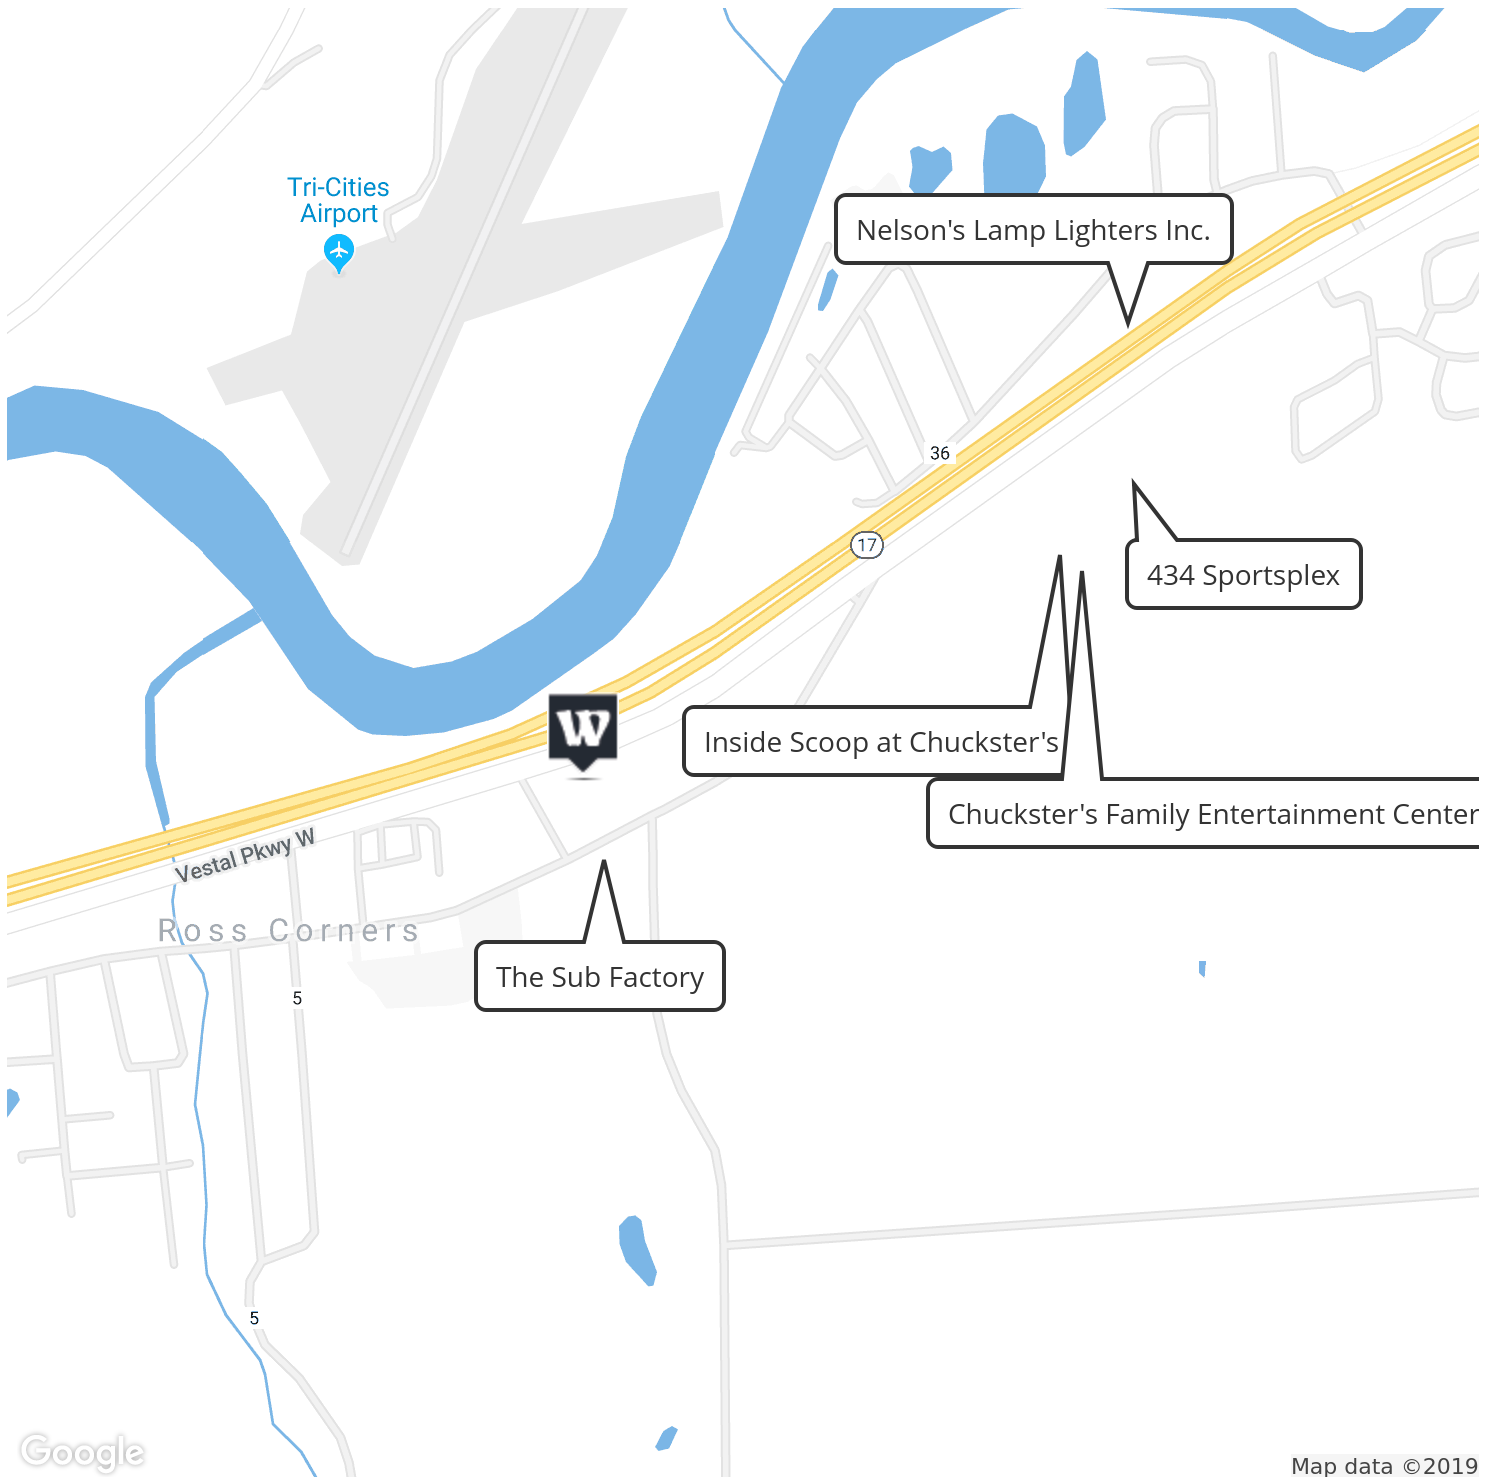 Tri-Cities
Airport
Nelson's Lamp Lighters Inc.
36
17
434 Sportsplex
W
Inside Scoop at Chuckster's
Chuckster's Family Entertainment Center
Vestal Pkwy W
Ross Corners
The Sub Factory
5
5
Google
Map data ©2019